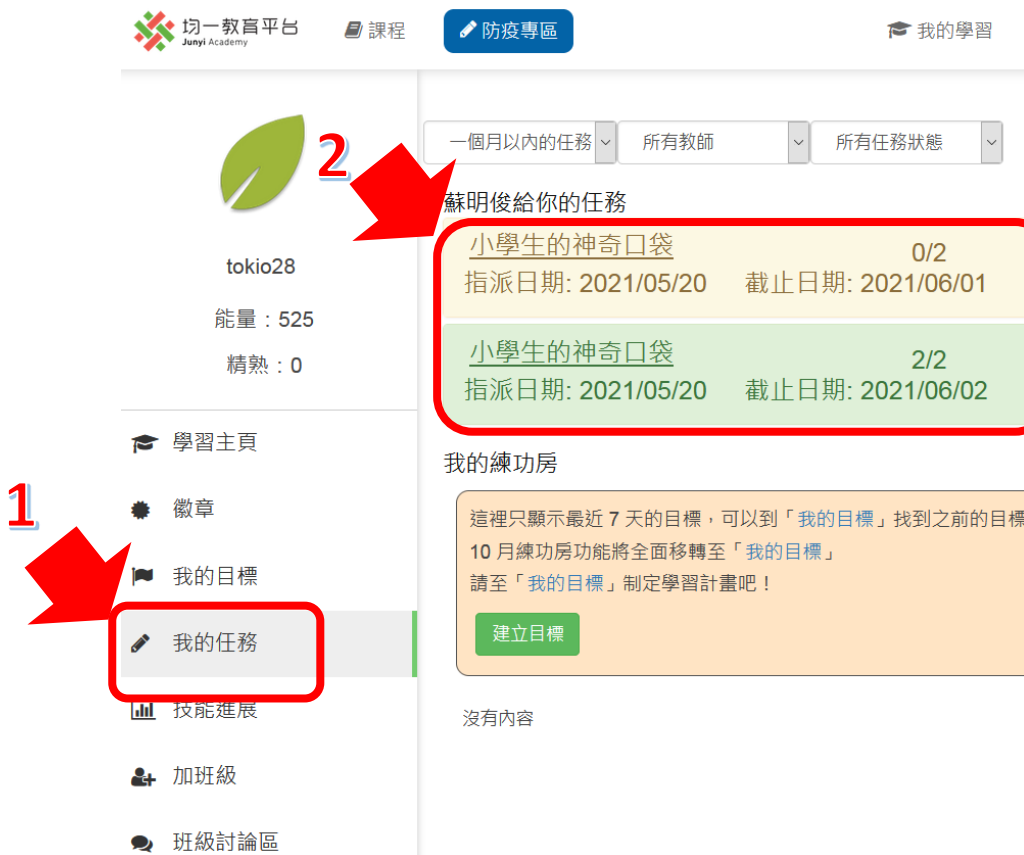 均一教育平台
Junyi Academy
課程
防疫專區
我的學習
一個月以內的任務
所有教師
所有任務狀態
2
蘇明俊給你的任務
小學生的神奇口袋 0/2
指派日期: 2021/05/20 截止日期: 2021/06/01
小學生的神奇口袋 2/2
指派日期: 2021/05/20 截止日期: 2021/06/02
tokio28
能量：525
精熟：0
學習主頁
徽章
1
我的目標
我的任務
技能進展
加班級
班級討論區
我的練功房
這裡只顯示最近 7 天的目標，可以到「我的目標」找到之前的目標
10 月練功房功能將全面移轉至「我的目標」
請至「我的目標」制定學習計畫吧！
建立目標
沒有內容